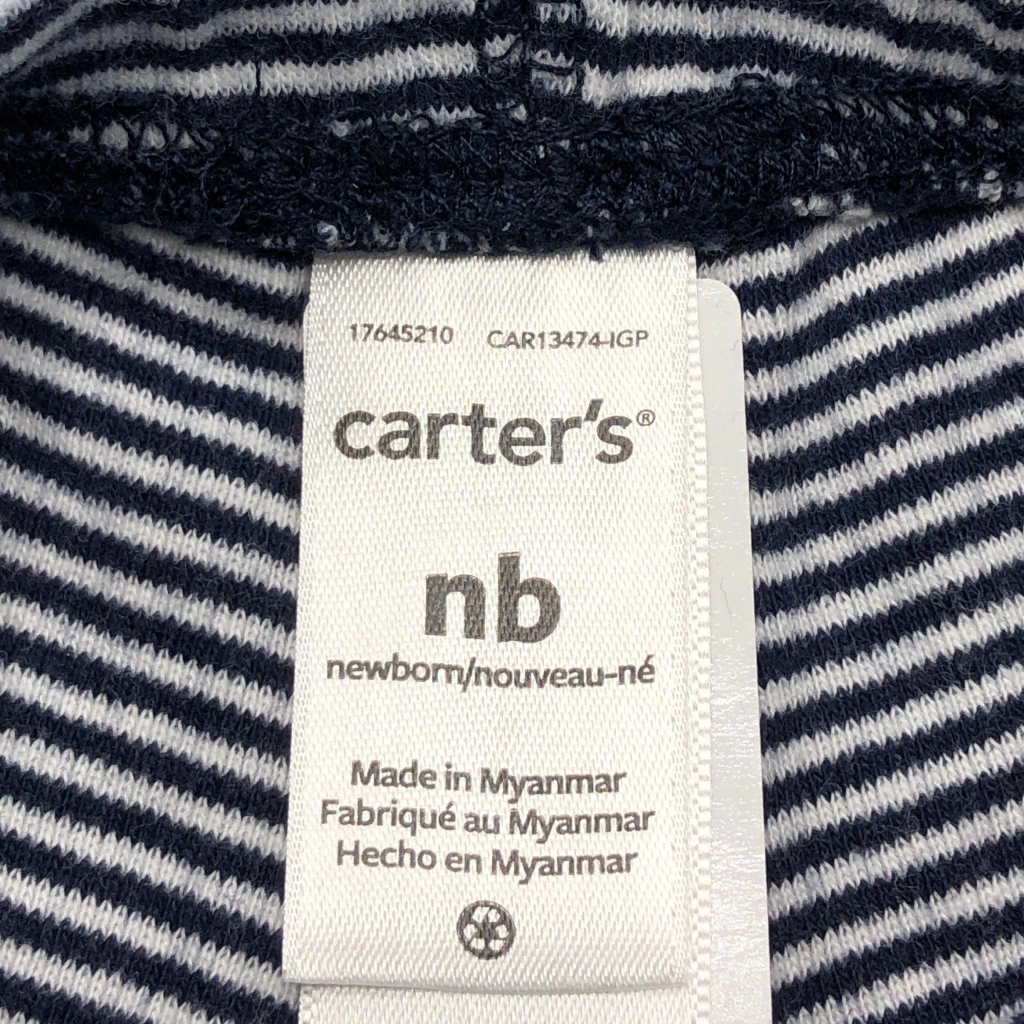 17645210 CAR13474-IGP
carter's®
nb
newborn/nouveau-né
Made in Myanmar
Fabriqué au Myanmar
Hecho en Myanmar